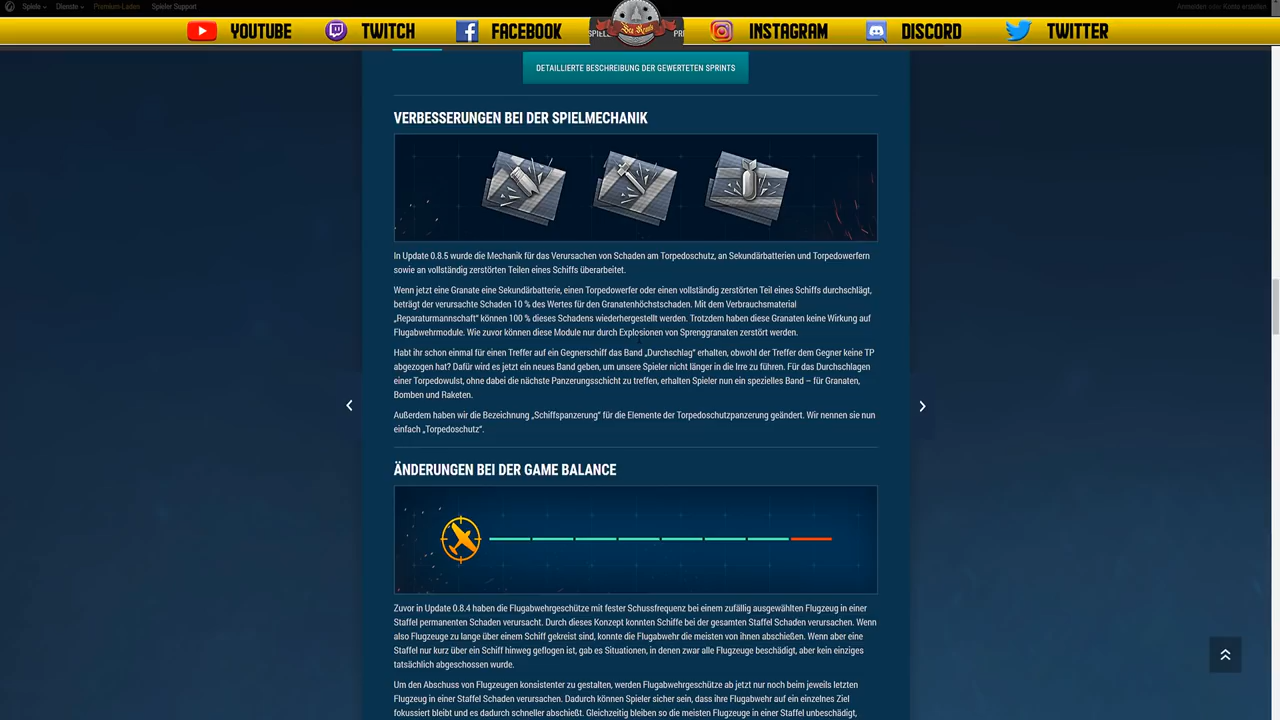 Spiele
Dienste
Premium-Laden
Spieler Support
Anmelden oder Konto erstellen
YOUTUBE
TWITCH
FACEBOOK
INSTAGRAM
DISCORD
TWITTER
DETAILLIERTE BESCHREIBUNG DER GEWERTETEN SPRINTS
VERBESSERUNGEN BEI DER SPIELMECHANIK
In Update 0.8.5 wurde die Mechanik für das Verursachen von Schaden am Torpedoschutz, an Sekundärbatterien und Torpedowerfern
sowie an vollständig zerstörten Teilen eines Schiffs überarbeitet.
Wenn jetzt eine Granate eine Sekundärbatterie, einen Torpedowerfer oder einen vollständig zerstörten Teil eines Schiffs durchschlägt,
beträgt der verursachte Schaden 10 % des Wertes für den Granatenhöchstschaden. Mit dem Verbrauchsmaterial
„Reparaturmannschaft“ können 100 % dieses Schadens wiederhergestellt werden. Trotzdem haben diese Granaten keine Wirkung auf
Flugabwehrmodule. Wie zuvor können diese Module nur durch Explosionen von Sprenggranaten zerstört werden.
Habt ihr schon einmal für einen Treffer auf ein Gegnerschiff das Band „Durchschlag“ erhalten, obwohl der Treffer dem Gegner keine TP
abgezogen hat? Dafür wird es jetzt ein neues Band geben, um unsere Spieler nicht länger in die Irre zu führen. Für das Durchschlagen
einer Torpedowulst, ohne dabei die nächste Panzerungsschicht zu treffen, erhalten Spieler nun ein spezielles Band – für Granaten,
Bomben und Raketen.
Außerdem haben wir die Bezeichnung „Schiffspanzerung“ für die Elemente der Torpedoschutzpanzerung geändert. Wir nennen sie nun
einfach „Torpedoschutz“.
ÄNDERUNGEN BEI DER GAME BALANCE
Zuvor in Update 0.8.4 haben die Flugabwehrgeschütze mit fester Schussfrequenz bei einem zufällig ausgewählten Flugzeug in einer
Staffel permanenten Schaden verursacht. Durch dieses Konzept konnten Schiffe bei der gesamten Staffel Schaden verursachen. Wenn
also Flugzeuge zu lange über einem Schiff gekreist sind, konnte die Flugabwehr die meisten von ihnen abschießen. Wenn aber eine
Staffel nur kurz über ein Schiff hinweg geflogen ist, gab es Situationen, in denen zwar alle Flugzeuge beschädigt, aber kein einziges
tatsächlich abgeschossen wurde.
Um den Abschuss von Flugzeugen konsistenter zu gestalten, werden Flugabwehrgeschütze ab jetzt nur noch beim jeweils letzten
Flugzeug in einer Staffel Schaden verursachen. Dadurch können Spieler sicher sein, dass ihre Flugabwehr auf ein einzelnes Ziel
fokussiert bleibt und es dadurch schneller abschießt. Gleichzeitig bleiben so die meisten Flugzeuge in einer Staffel unbeschädigt,